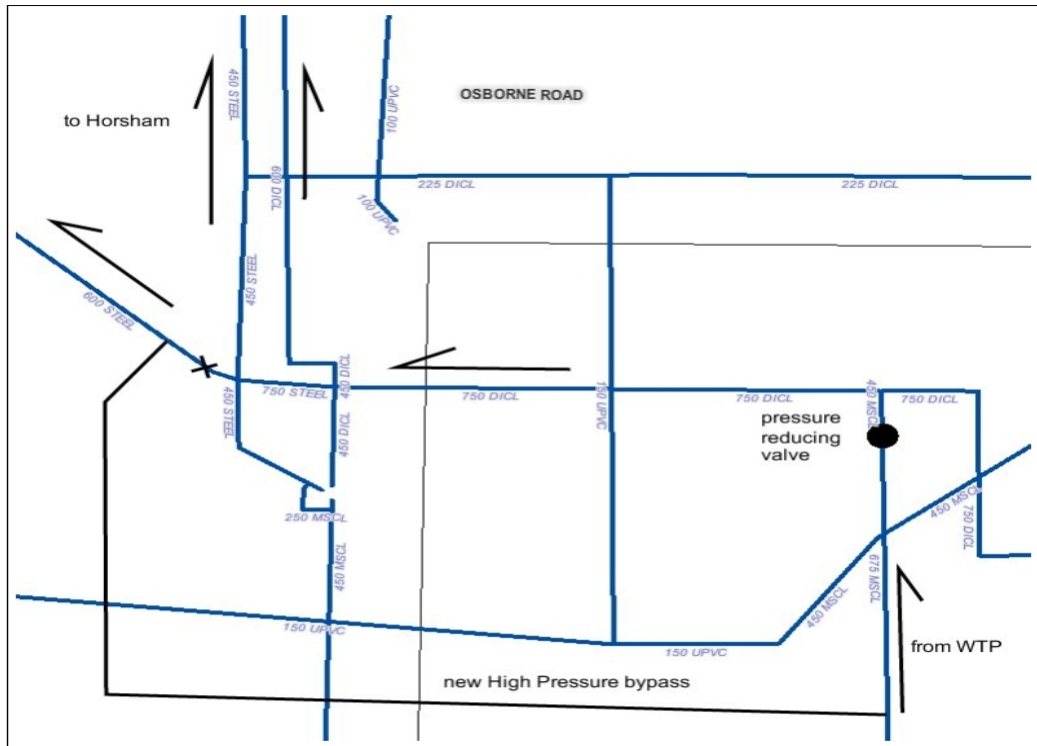 450 STEEL
100 UPVC
OSBORNE ROAD
to Horsham
600 DICL
225 DICL
225 DICL
100 UPVC
450 STEEL
600 STEEL
450 STEEL
750 STEEL
450 DICL
450 DICL
750 DICL
150 UPVC
750 DICL
450 MSCL
750 DICL
pressure
reducing
valve
450 MSCL
750 DICL
250 MSCL
450 MSCL
675 MSCL
450 MSCL
150 UPVC
150 UPVC
from WTP
new High Pressure bypass